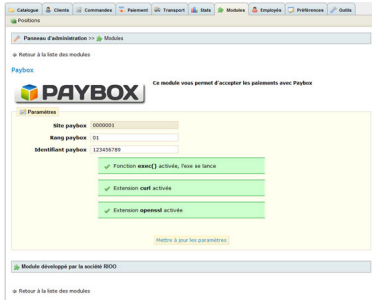 Catalogue Clients Commandes Paiement Transport Stats Modules Employés Préférences Outils
Positions
Panneau d'administration >> Modules
Retour à la liste des modules
Paybox
PAYBOX
Ce module vous permet d'accepter les paiements avec Paybox
Paramètres
Site paybox 0000001
Rang paybox 01
Identifiant paybox 123456789
Fonction exec() activée, l'exe se lance
Extension curl activée
Extension openssl activée
Mettre à jour les paramètres
Module développé par la société RIOO
Retour à la liste des modules